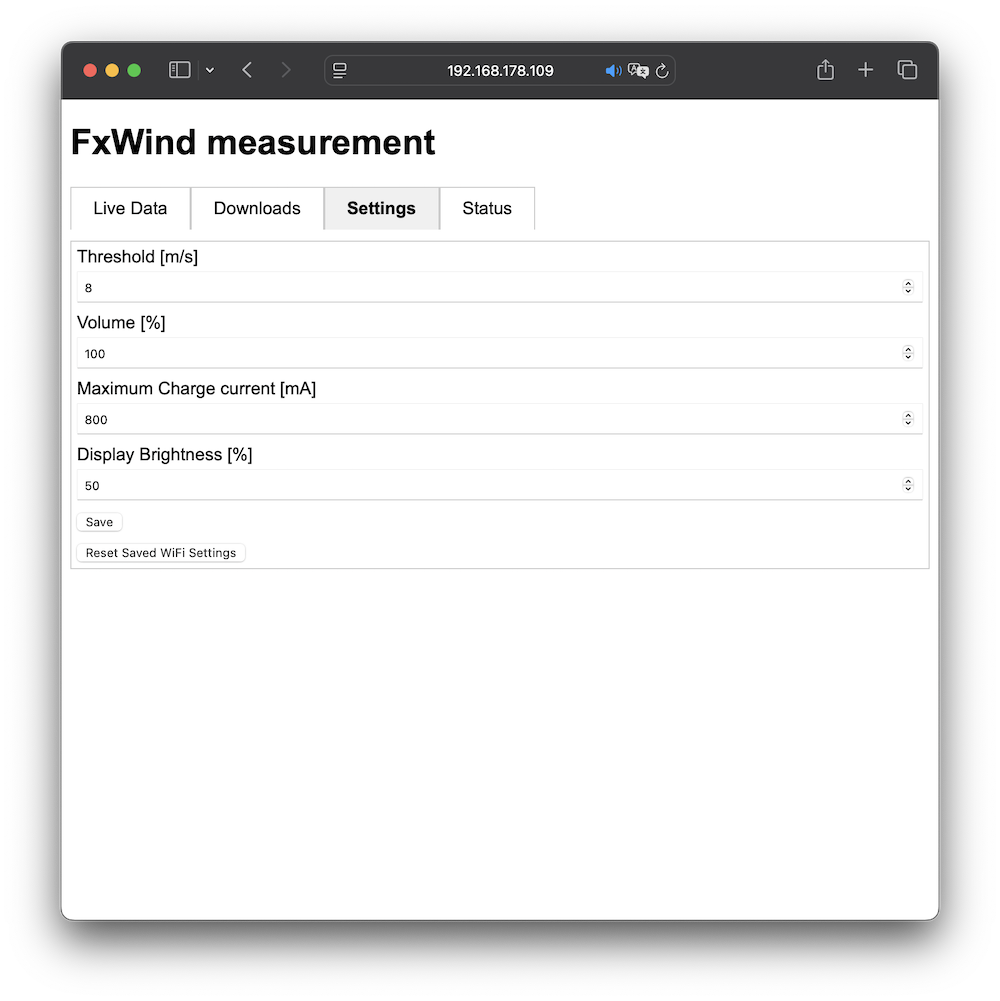 192.168.178.109
FxWind measurement
Live Data Downloads Settings Status
Threshold [m/s]
8
Volume [%]
100
Maximum Charge current [mA]
800
Display Brightness [%]
50
Save
Reset Saved WiFi Settings